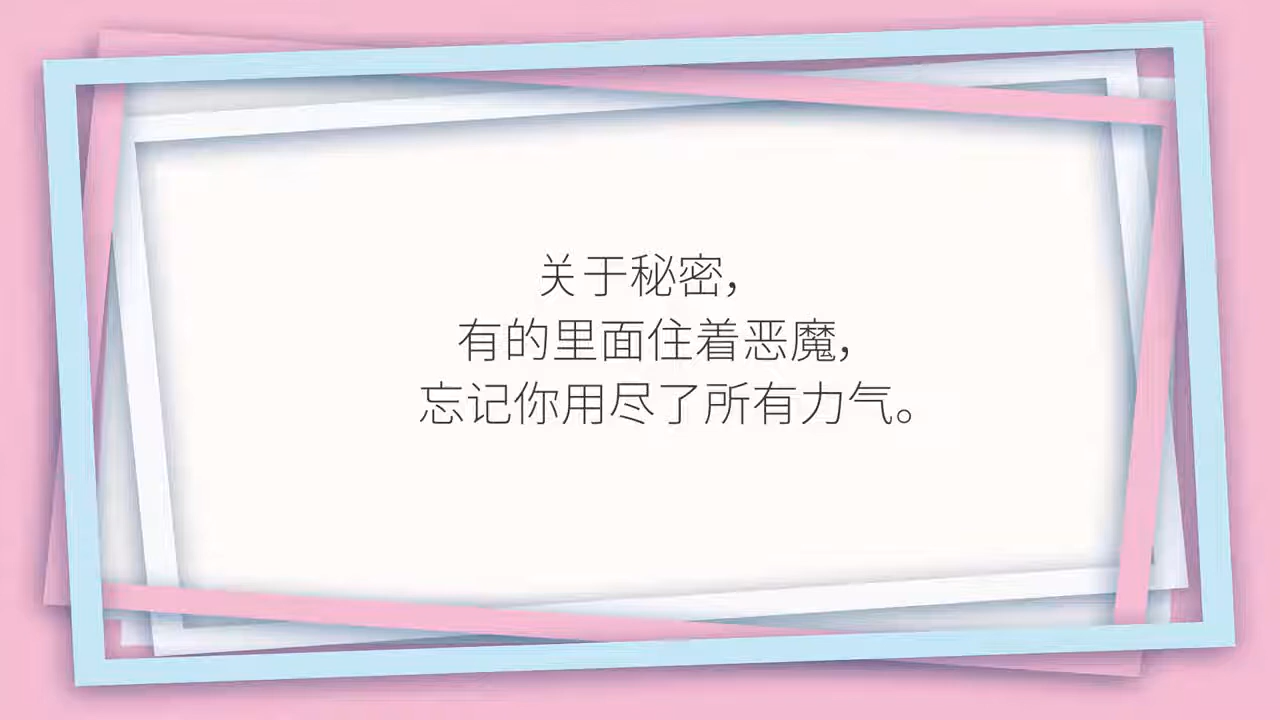 关于秘密，
有的里面住着恶魔，
忘记你用尽了所有力气。